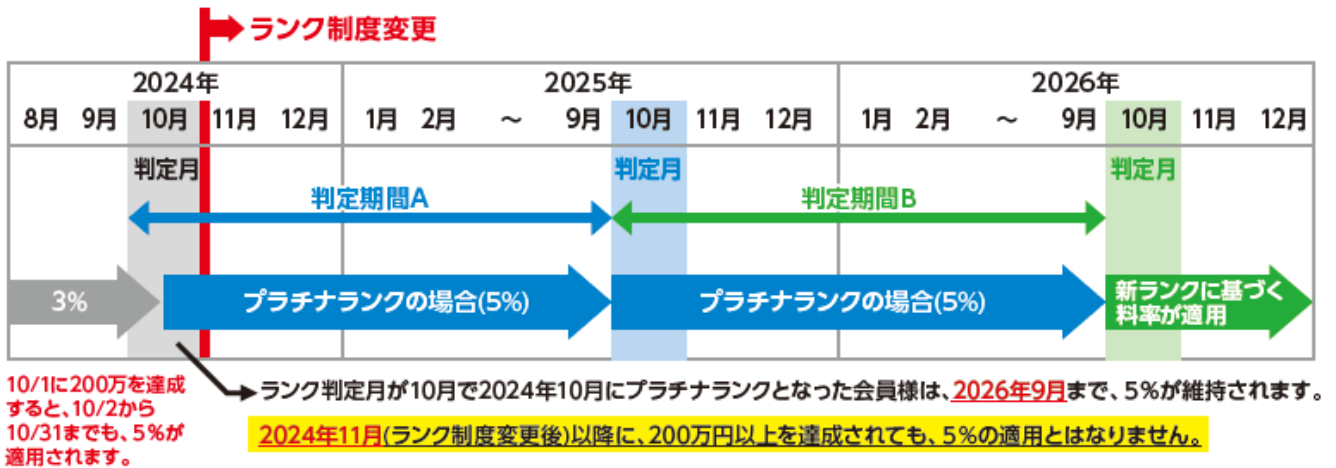 ランク制度変更
2024年 2025年 2026年
8月 9月 10月 11月 12月 1月 2月 ～ 9月 10月 11月 12月 1月 2月 ～ 9月 10月 11月 12月
判定月 判定月 判定月
判定期間A 判定期間B
3% プラチナランクの場合(5%) プラチナランクの場合(5%)
新ランクに基づく
料率が適用
10/1に200万を達成
すると、10/2から
10/31までも、5%が
適用されます。
ランク判定月が10月で2024年10月にプラチナランクとなった会員様は、2026年9月まで、5%が維持されます。
2024年11月(ランク制度変更後)以降に、200万円以上を達成されても、5%の適用とはなりません。